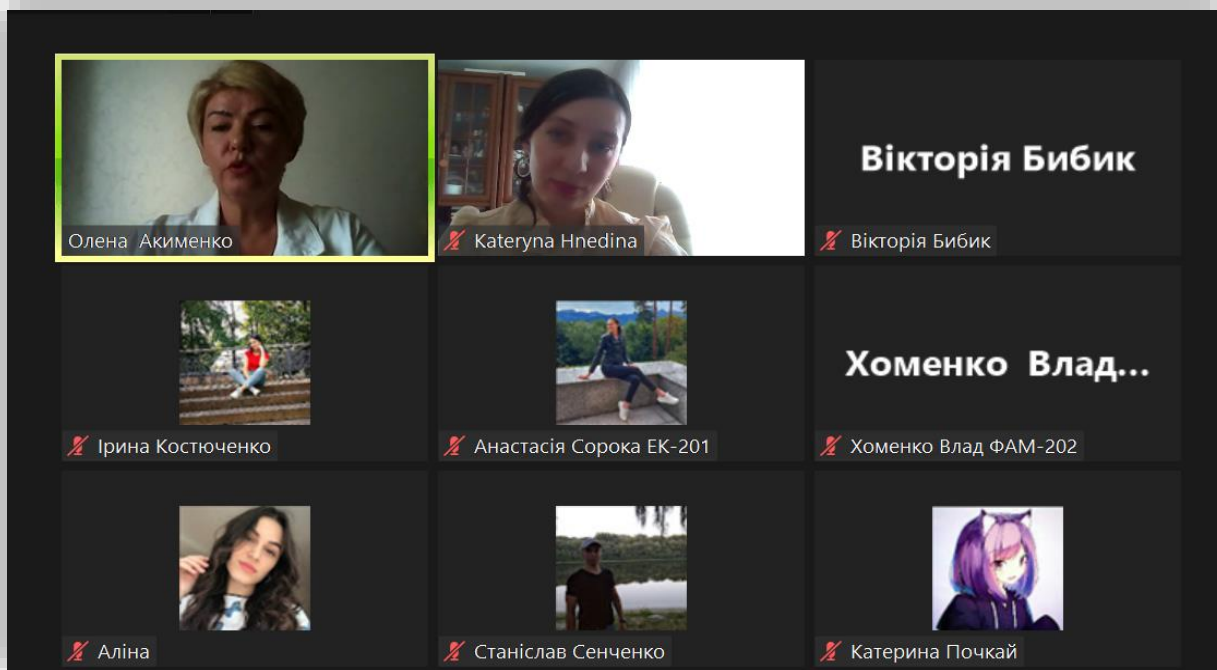 Олена Акименко
Kateryna Hnedina
Вікторія Бибик
Вікторія Бибик
Ірина Костюченко
Анастасія Сорока ЕК-201
Хоменко Влад...
Хоменко Влад ФАМ-202
Аліна
Станіслав Сенченко
Катерина Почкай